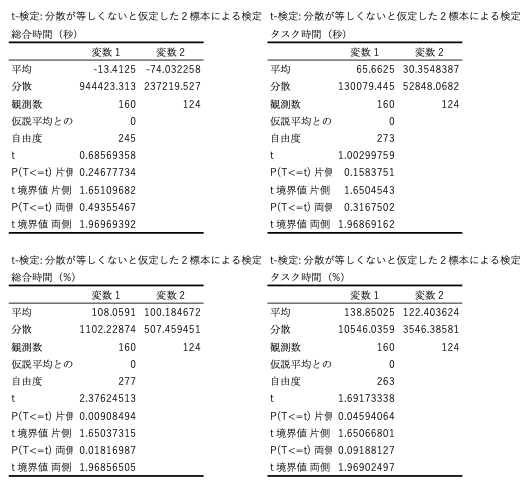 t-検定: 分散が等しくないと仮定した２標本による検定
総合時間（秒）
変数 1 変数 2
平均 -13.4125 -74.032258
分散 944423.313 237219.527
観測数 160 124
仮説平均との 0
自由度 245
t 0.68569358
P(T<=t) 片側 0.24677734
t 境界値 片側 1.65109682
P(T<=t) 両側 0.49355467
t 境界値 両側 1.96969392
t-検定: 分散が等しくないと仮定した２標本による検定
タスク時間（秒）
変数 1 変数 2
平均 65.6625 30.3548387
分散 130079.445 52848.0682
観測数 160 124
仮説平均との 0
自由度 273
t 1.00299759
P(T<=t) 片側 0.1583751
t 境界値 片側 1.6504543
P(T<=t) 両側 0.3167502
t 境界値 両側 1.96869162
t-検定: 分散が等しくないと仮定した２標本による検定
総合時間（%）
変数 1 変数 2
平均 108.0591 100.184672
分散 1102.22874 507.459451
観測数 160 124
仮説平均との 0
自由度 277
t 2.37624513
P(T<=t) 片側 0.00908494
t 境界値 片側 1.65037315
P(T<=t) 両側 0.01816987
t 境界値 両側 1.96856505
t-検定: 分散が等しくないと仮定した２標本による検定
タスク時間（%）
変数 1 変数 2
平均 138.85025 122.403624
分散 10546.0359 3546.38581
観測数 160 124
仮説平均との 0
自由度 263
t 1.69173338
P(T<=t) 片側 0.04594064
t 境界値 片側 1.65066801
P(T<=t) 両側 0.09188127
t 境界値 両側 1.96902497